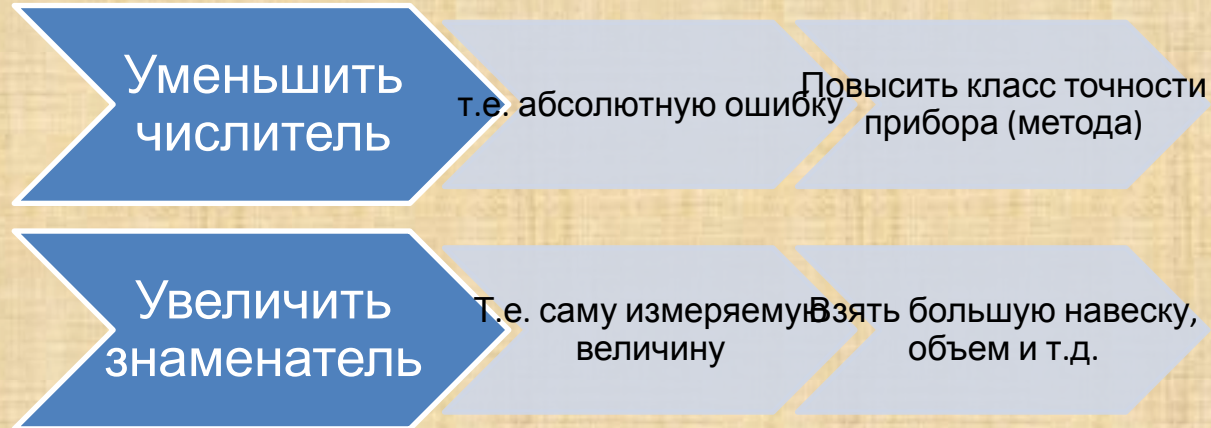 Уменьшить
числитель
т.е. абсолютную ошибку
Повысить класс точности
прибора (метода)
Увеличить
знаменатель
Т.е. саму измеряемую
величину
Взять большую навеску,
объем и т.д.